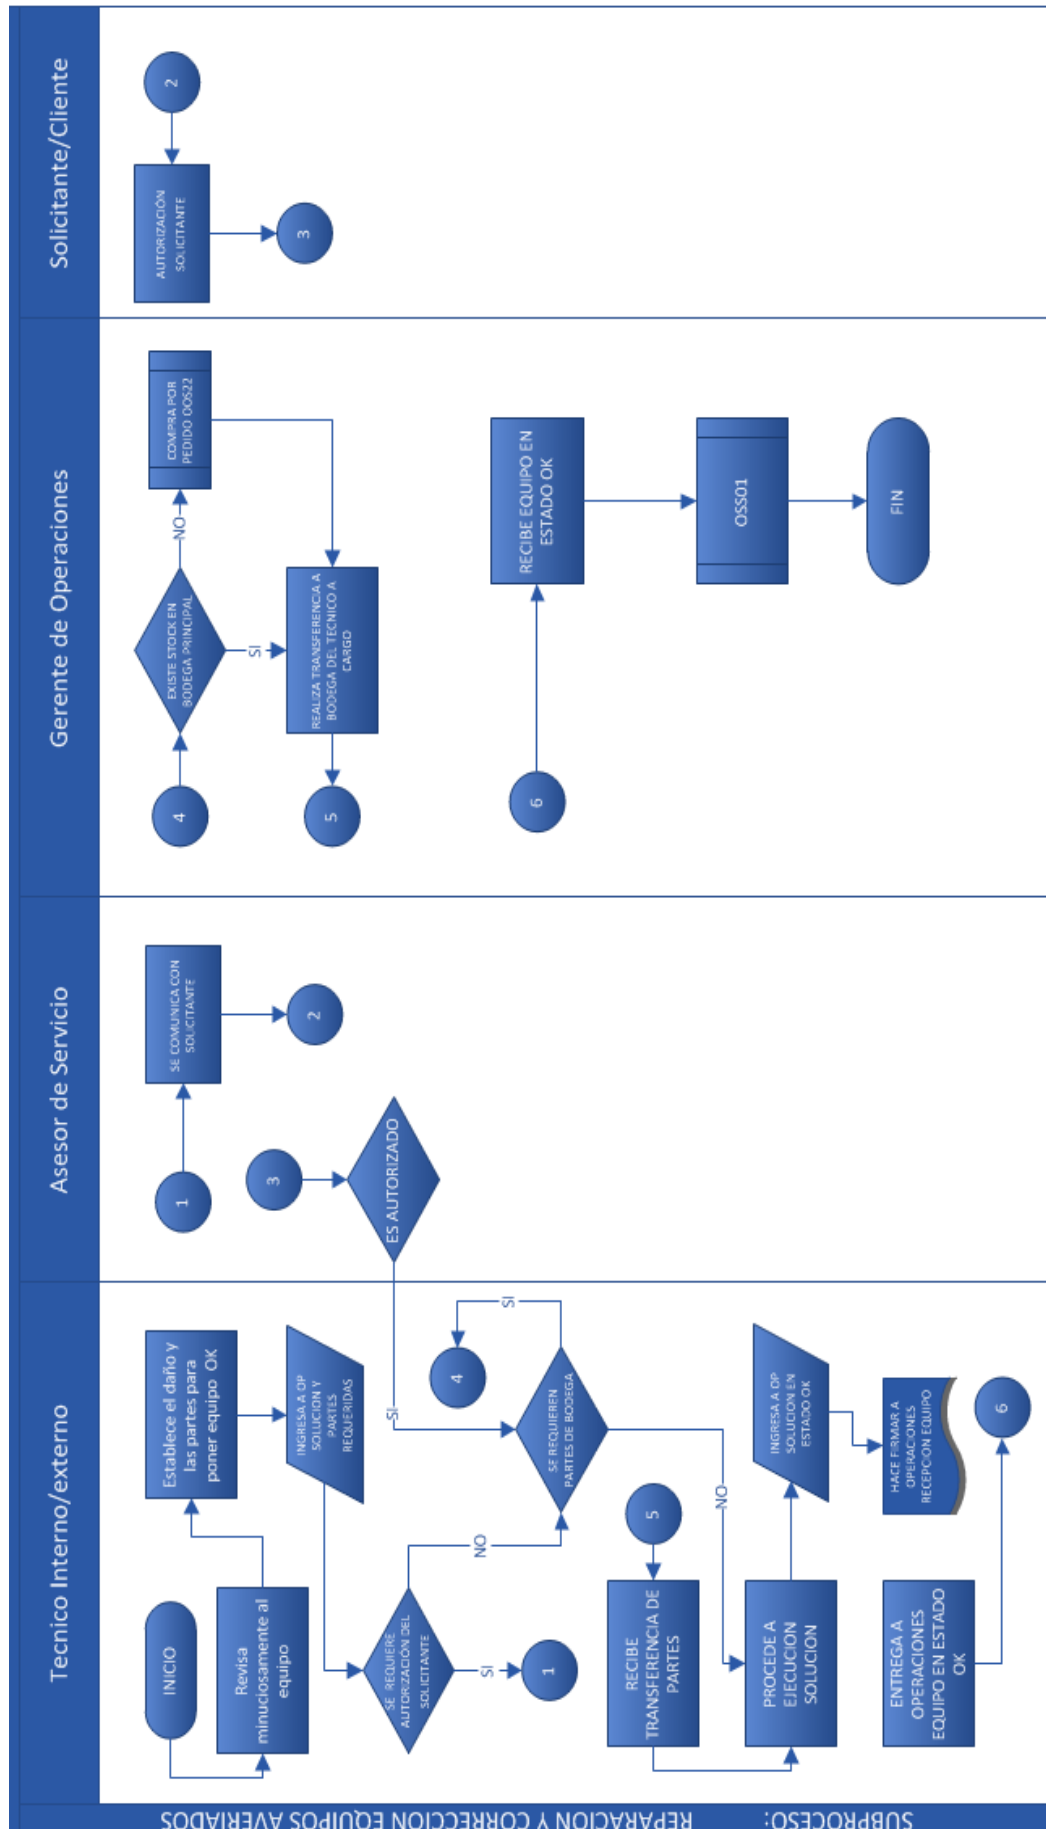 SUBPROCESO: REPARACION Y CORRECCION EQUIPOS AVERIADOS
Tecnico Interno/externo
INICIO
Revisa
minuciosamente al
equipo
Establece el daño y
las partes para
poner equipo OK
INGRESA A OP
SOLUCION Y
PARTES
REQUERIDAS
SE REQUIERE
AUTORIZACIÓN DEL
SOLICITANTE
SI
1
NO
SE REQUIEREN
PARTES DE BODEGA
SI
4
NO
5
RECIBE
TRANSFERENCIA DE
PARTES
PROCEDE A
EJECUCION
SOLUCION
INGRESA A OP
SOLUCION EN
ESTADO OK
HACE FIRMAR A
OPERACIONES
RECEPCION EQUIPO
ENTREGA A
OPERACIONES
EQUIPO EN ESTADO
OK
6
Asesor de Servicio
1
SE COMUNICA CON
SOLICITANTE
2
3
ES AUTORIZADO
SI
Gerente de Operaciones
4
EXISTE STOCK EN
BODEGA PRINCIPAL
NO
COMPRA POR
PEDIDO OOS22
SI
REALIZA TRANSFERENCIA A
BODEGA DEL TECNICO A
CARGO
5
6
RECIBE EQUIPO EN
ESTADO OK
OSS01
FIN
Solicitante/Cliente
2
AUTORIZACIÓN
SOLICITANTE
3